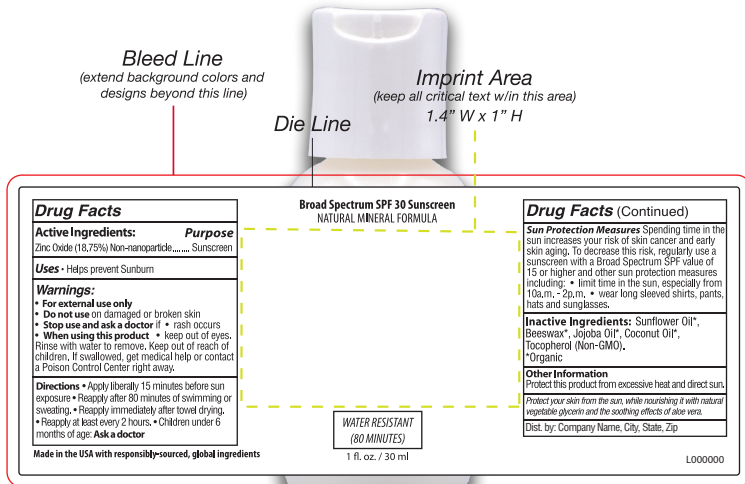 Bleed Line
(extend background colors and
designs beyond this line)
Die Line
Imprint Area
(keep all critical text w/in this area)
1.4” W x 1” H
Drug Facts
Active Ingredients: Purpose
Zinc Oxide (18,75%) Non-nanoparticle....... Sunscreen
Uses • Helps prevent Sunburn
Warnings:
• For external use only
• Do not use on damaged or broken skin
• Stop use and ask a doctor if • rash occurs
• When using this product • keep out of eyes.
Rinse with water to remove. Keep out of reach of
children. If swallowed, get medical help or contact
a Poison Control Center right away.
Directions • Apply liberally 15 minutes before sun
exposure • Reapply after 80 minutes of swimming or
sweating. • Reapply immediately after towel drying.
• Reapply at least every 2 hours. • Children under 6
months of age: Ask a doctor
Made in the USA with responsibly-sourced, global ingredients
Broad Spectrum SPF 30 Sunscreen
NATURAL MINERAL FORMULA
WATER RESISTANT
(80 MINUTES)
1 fl. oz. / 30 ml
Drug Facts (Continued)
Sun Protection Measures Spending time in the
sun increases your risk of skin cancer and early
skin aging. To decrease this risk, regularly use a
sunscreen with a Broad Spectrum SPF value of
15 or higher and other sun protection measures
including: • limit time in the sun, especially from
10a.m. - 2p.m. • wear long sleeved shirts, pants,
hats and sunglasses.
Inactive Ingredients: Sunflower Oil*,
Beeswax*, Jojoba Oil*, Coconut Oil*,
Tocopherol (Non-GMO).
*Organic
Other Information
Protect this product from excessive heat and direct sun.
Protect your skin from the sun, while nourishing it with natural
vegetable glycerin and the soothing effects of aloe vera.
Dist. by: Company Name, City, State, Zip
L000000